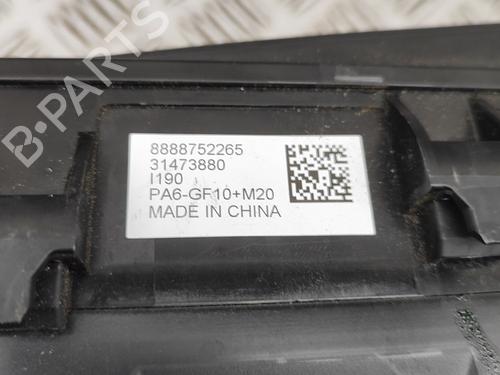 8888752265
31473880
I190
PA6-GF10+M20
MADE IN CHINA
B-PARTS